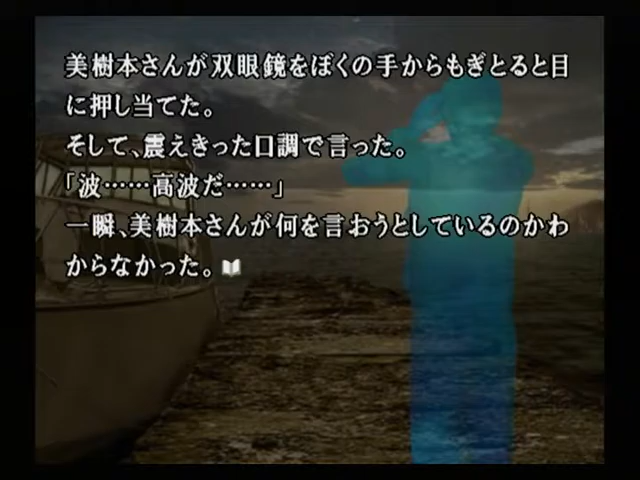 美樹本さんが双眼鏡をぼくの手からもぎとると目
に押し当てた。
そして、震えきった口調で言った。
「波……高波だ……」
一瞬、美樹本さんが何を言おうとしているのかわ
からなかった。